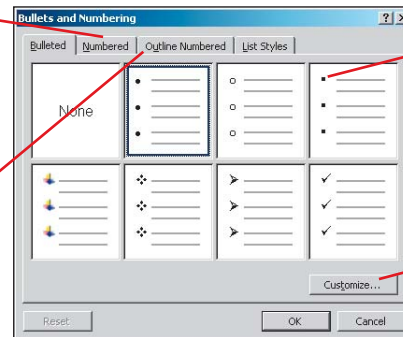 Bullets and Numbering
Bulleted Numbered Outline Numbered List Styles
None
Customize...
Reset OK Cancel